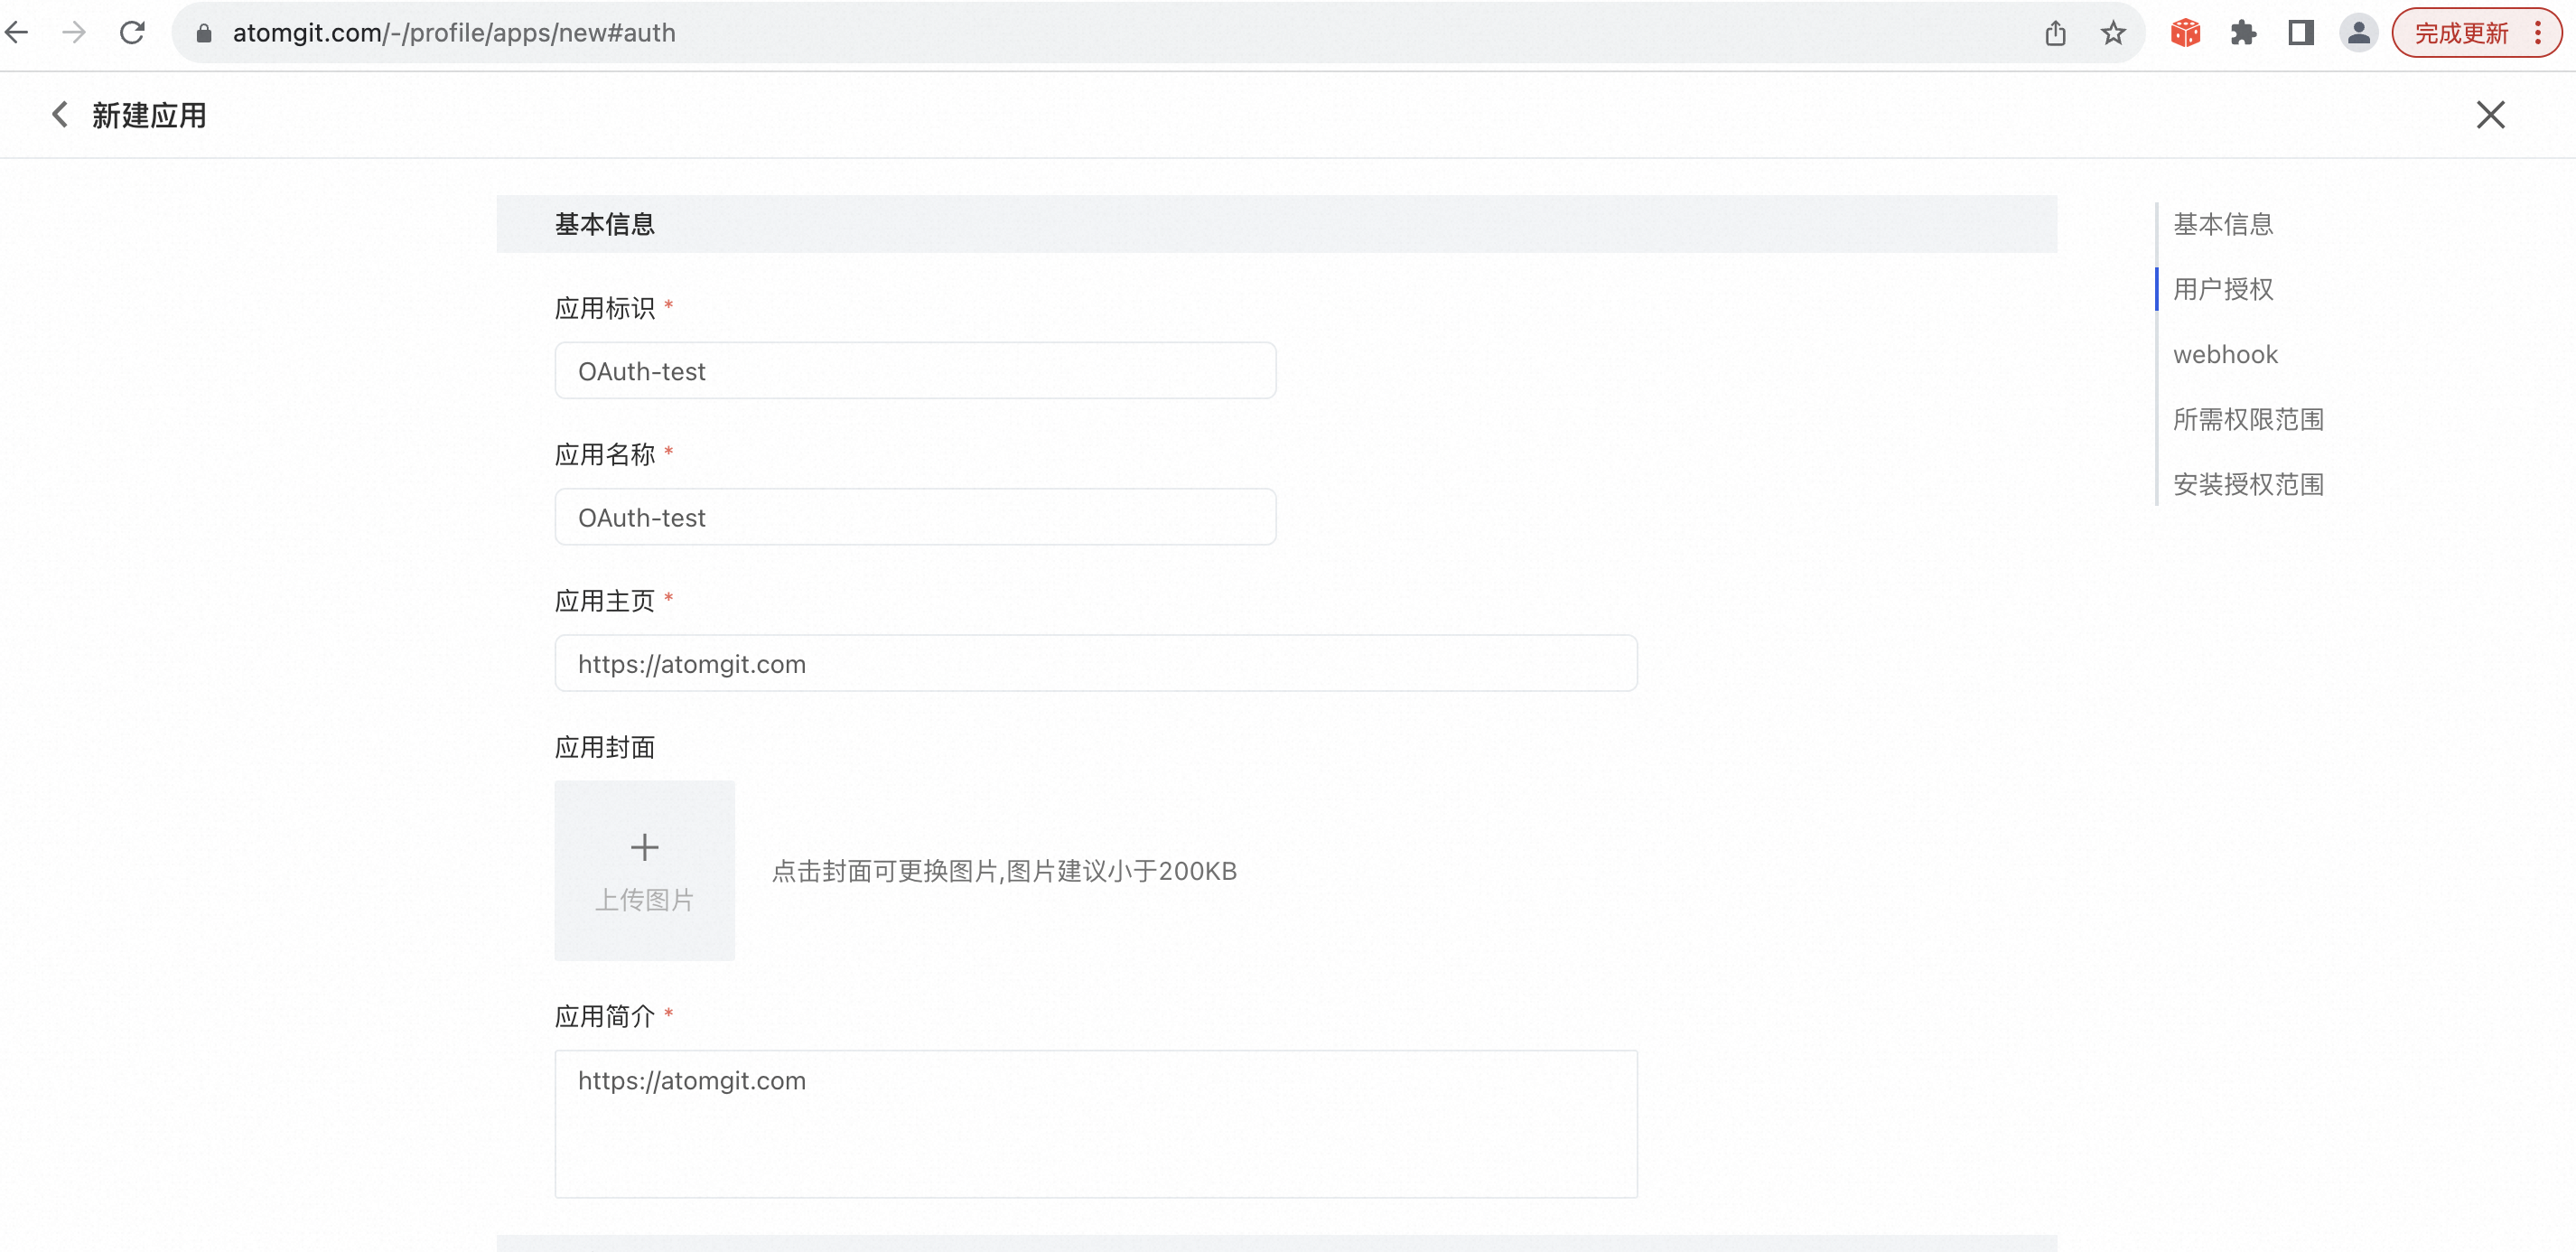 atomgit.com/-/profile/apps/new#auth
完成更新
新建应用
基本信息
应用标识 *
OAuth-test
应用名称 *
OAuth-test
应用主页 *
https://atomgit.com
应用封面
上传图片
点击封面可更换图片,图片建议小于200KB
应用简介 *
https://atomgit.com
基本信息
用户授权
webhook
所需权限范围
安装授权范围